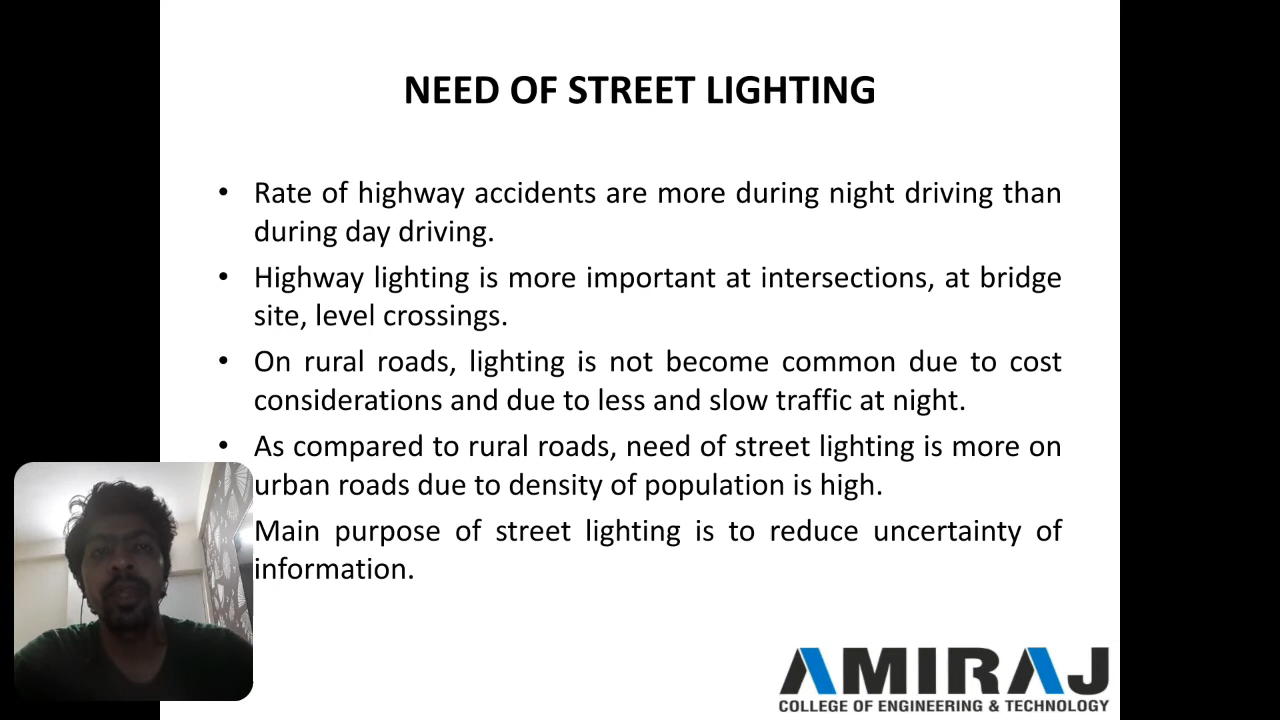 NEED OF STREET LIGHTING
• Rate of highway accidents are more during night driving than
during day driving.
• Highway lighting is more important at intersections, at bridge
site, level crossings.
• On rural roads, lighting is not become common due to cost
considerations and due to less and slow traffic at night.
• As compared to rural roads, need of street lighting is more on
urban roads due to density of population is high.
Main purpose of street lighting is to reduce uncertainty of
information.
AMIRAJ
COLLEGE OF ENGINEERING & TECHNOLOGY